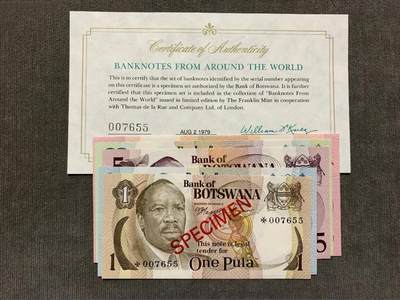 Certificate of Authenticity
BANKNOTES FROM AROUND THE WORLD
This is to certify that the set of banknotes identified by the serial number appearing
on this certificate is a specimen set authorized by the Bank of Botswana. It is further
certified that this specimen set is included in the collection of "Banknotes From
Around the World" issued in limited edition by The Franklin Mint in cooperation
with Thomas de la Rue and Company Ltd. of London.
007655
AUG 2 1979
5
Bank of
BOTSWANA
1
Bank of
BOTSWANA
*007655
SPECIMEN
This note is legal
tender for
*007655
1
One Pula
1
5